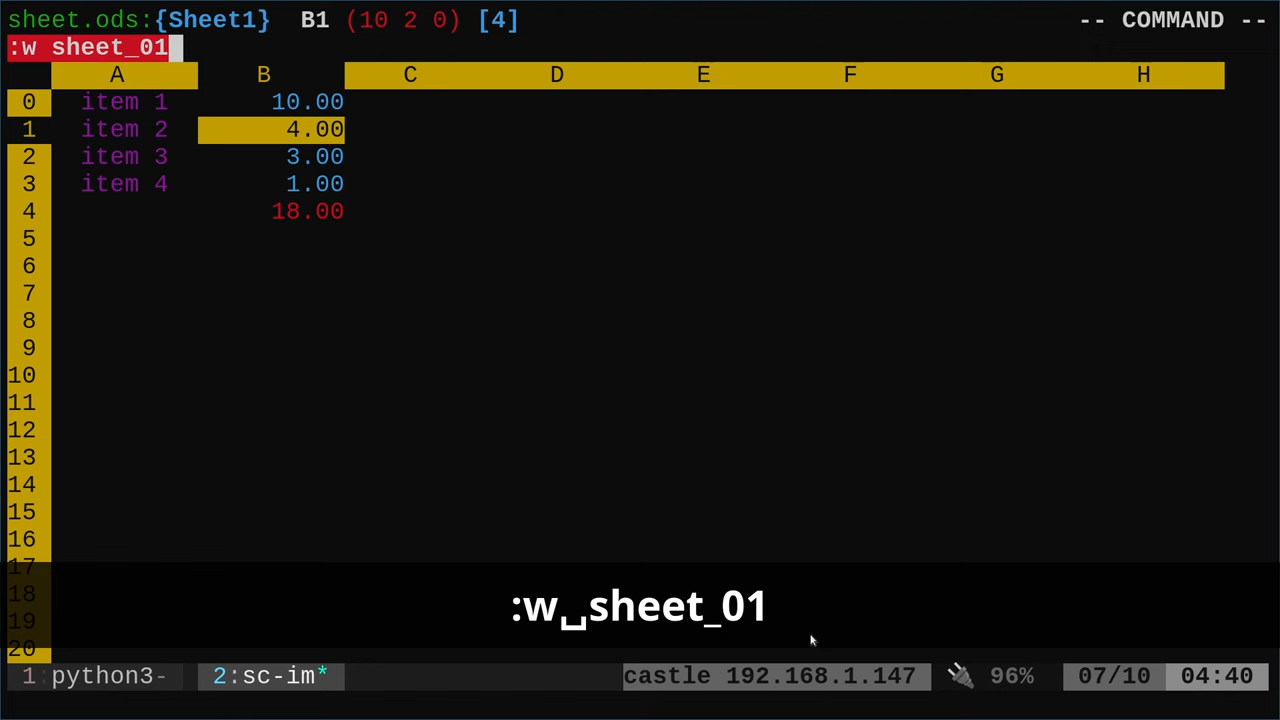 sheet.ods:{Sheet1} B1 (10 2 0) [4] -- COMMAND --
:w sheet_01
A B C D E F G H
0 item 1 10.00
1 item 2 4.00
2 item 3 3.00
3 item 4 1.00
4 18.00
5
6
7
8
9
10
11
12
13
14
15
16
17
18
19
20
:w␣sheet_01
1:python3- 2:sc-im* castle 192.168.1.147 96% 07/10 04:40